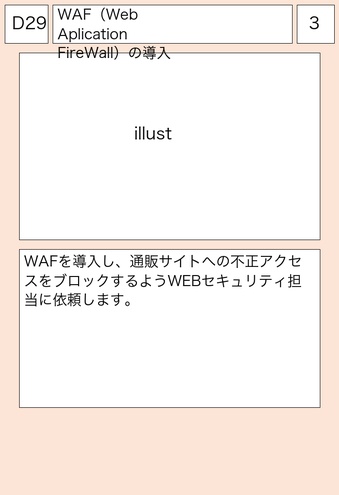 D29
WAF（Web
Aplication
FireWall）の導入
3
illust
WAFを導入し、通販サイトへの不正アクセ
スをブロックするようWEBセキュリティ担
当に依頼します。